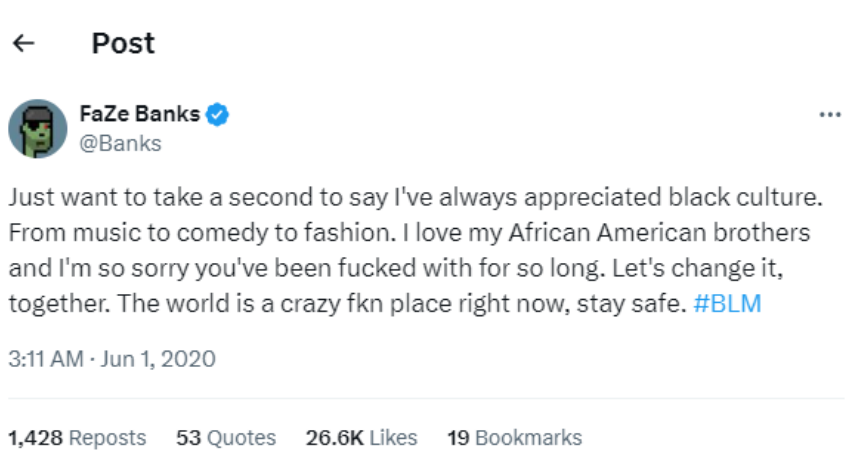 ← Post
FaZe Banks
@Banks
Just want to take a second to say I've always appreciated black culture.
From music to comedy to fashion. I love my African American brothers
and I'm so sorry you've been fucked with for so long. Let's change it,
together. The world is a crazy fkn place right now, stay safe. #BLM
3:11 AM · Jun 1, 2020
1,428 Reposts 53 Quotes 26.6K Likes 19 Bookmarks